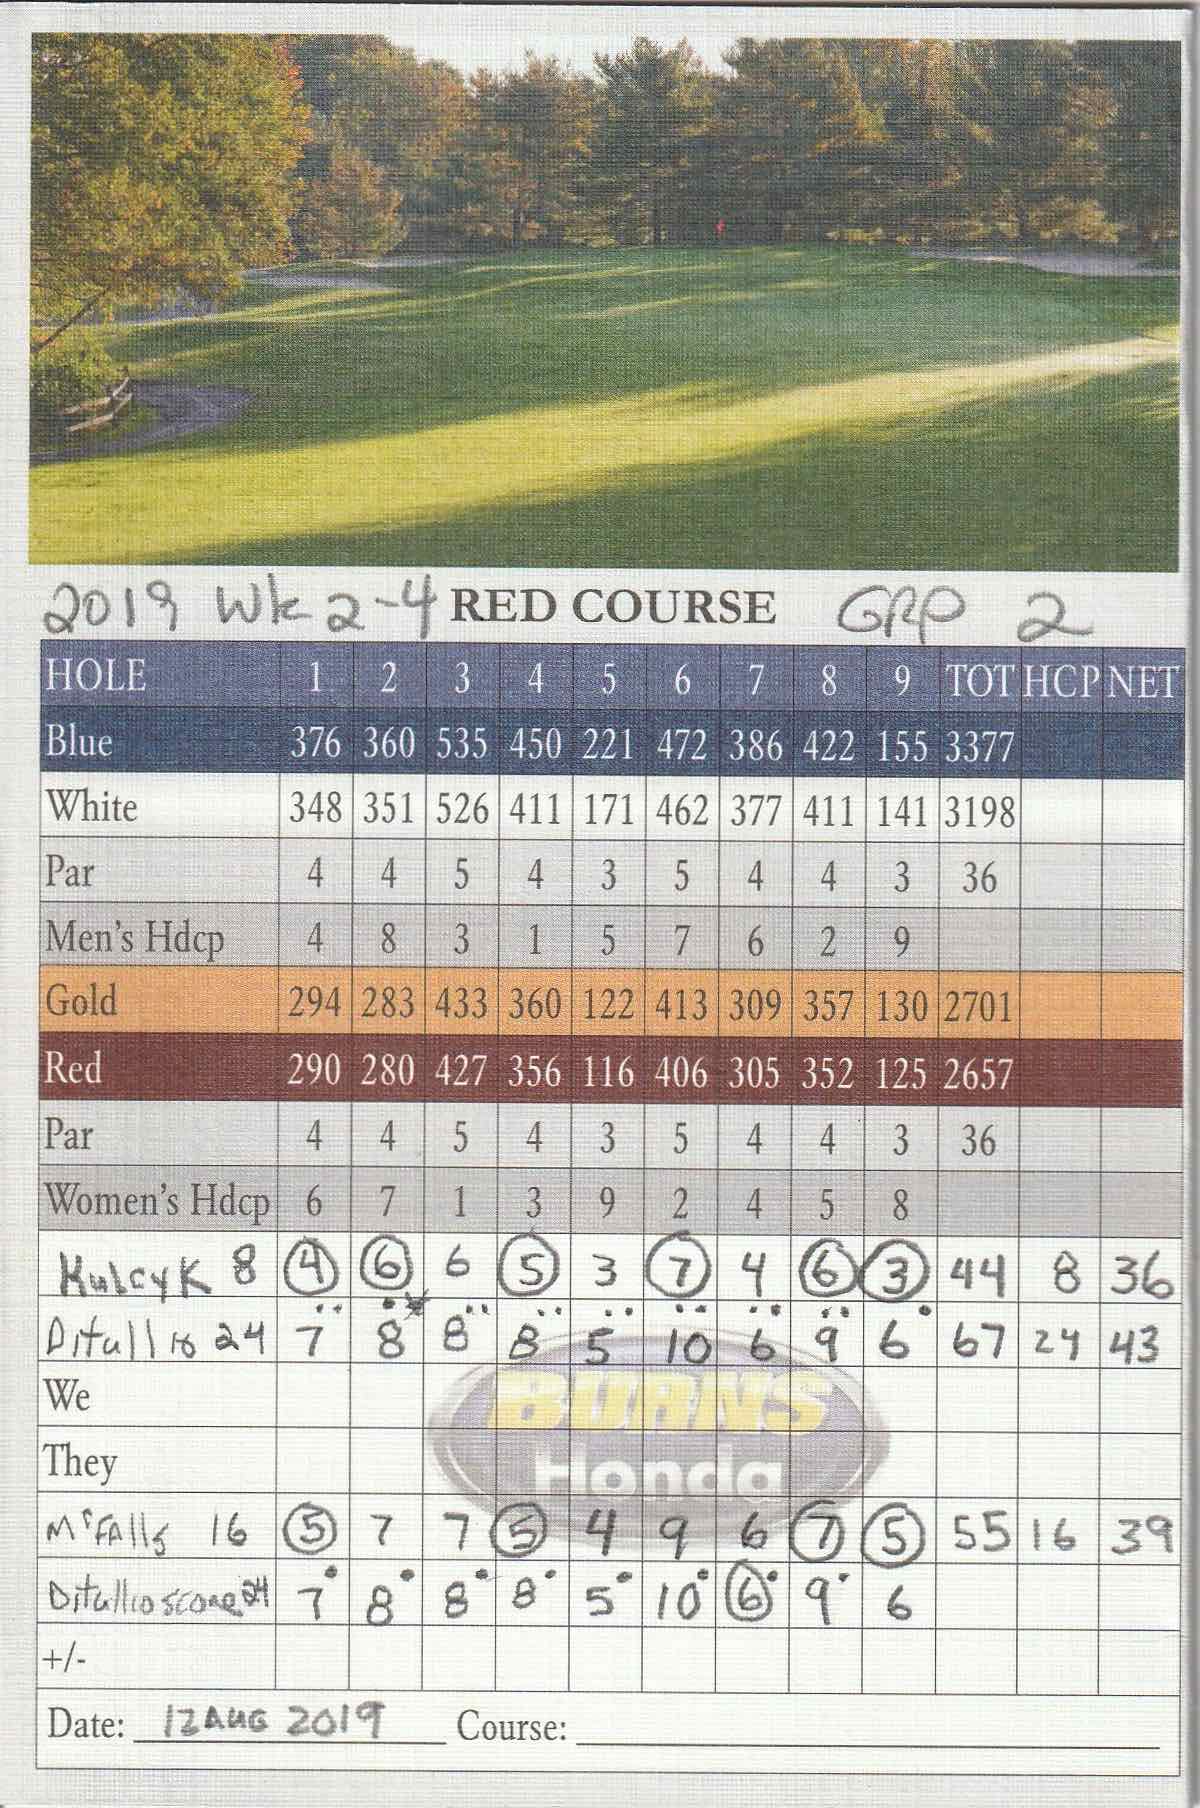 2019 Wk 2-4 RED COURSE GRP 2
HOLE 1 2 3 4 5 6 7 8 9 TOT HCP NET
Blue 376 360 535 450 221 472 386 422 155 3377
White 348 351 526 411 171 462 377 411 141 3198
Par 4 4 5 4 3 5 4 4 3 36
Men's Hdcp 4 8 3 1 5 7 6 2 9
Gold 294 283 433 360 122 413 309 357 130 2701
Red 290 280 427 356 116 406 305 352 125 2657
Par 4 4 5 4 3 5 4 4 3 36
Women's Hdcp 6 7 1 3 9 2 4 5 8
Kulcyk 8 4 6 6 5 3 7 4 6 3 44 8 36
Ditullio 24 7 8 8 8 5 10 6 9 6 67 24 43
We
BURNS
They
Honda
McFalls 16 5 7 7 5 4 9 6 7 5 55 16 39
Ditullio score 24 7 8 8 8 5 10 6 9 6
+/-
Date: 12 AUG 2019 Course: